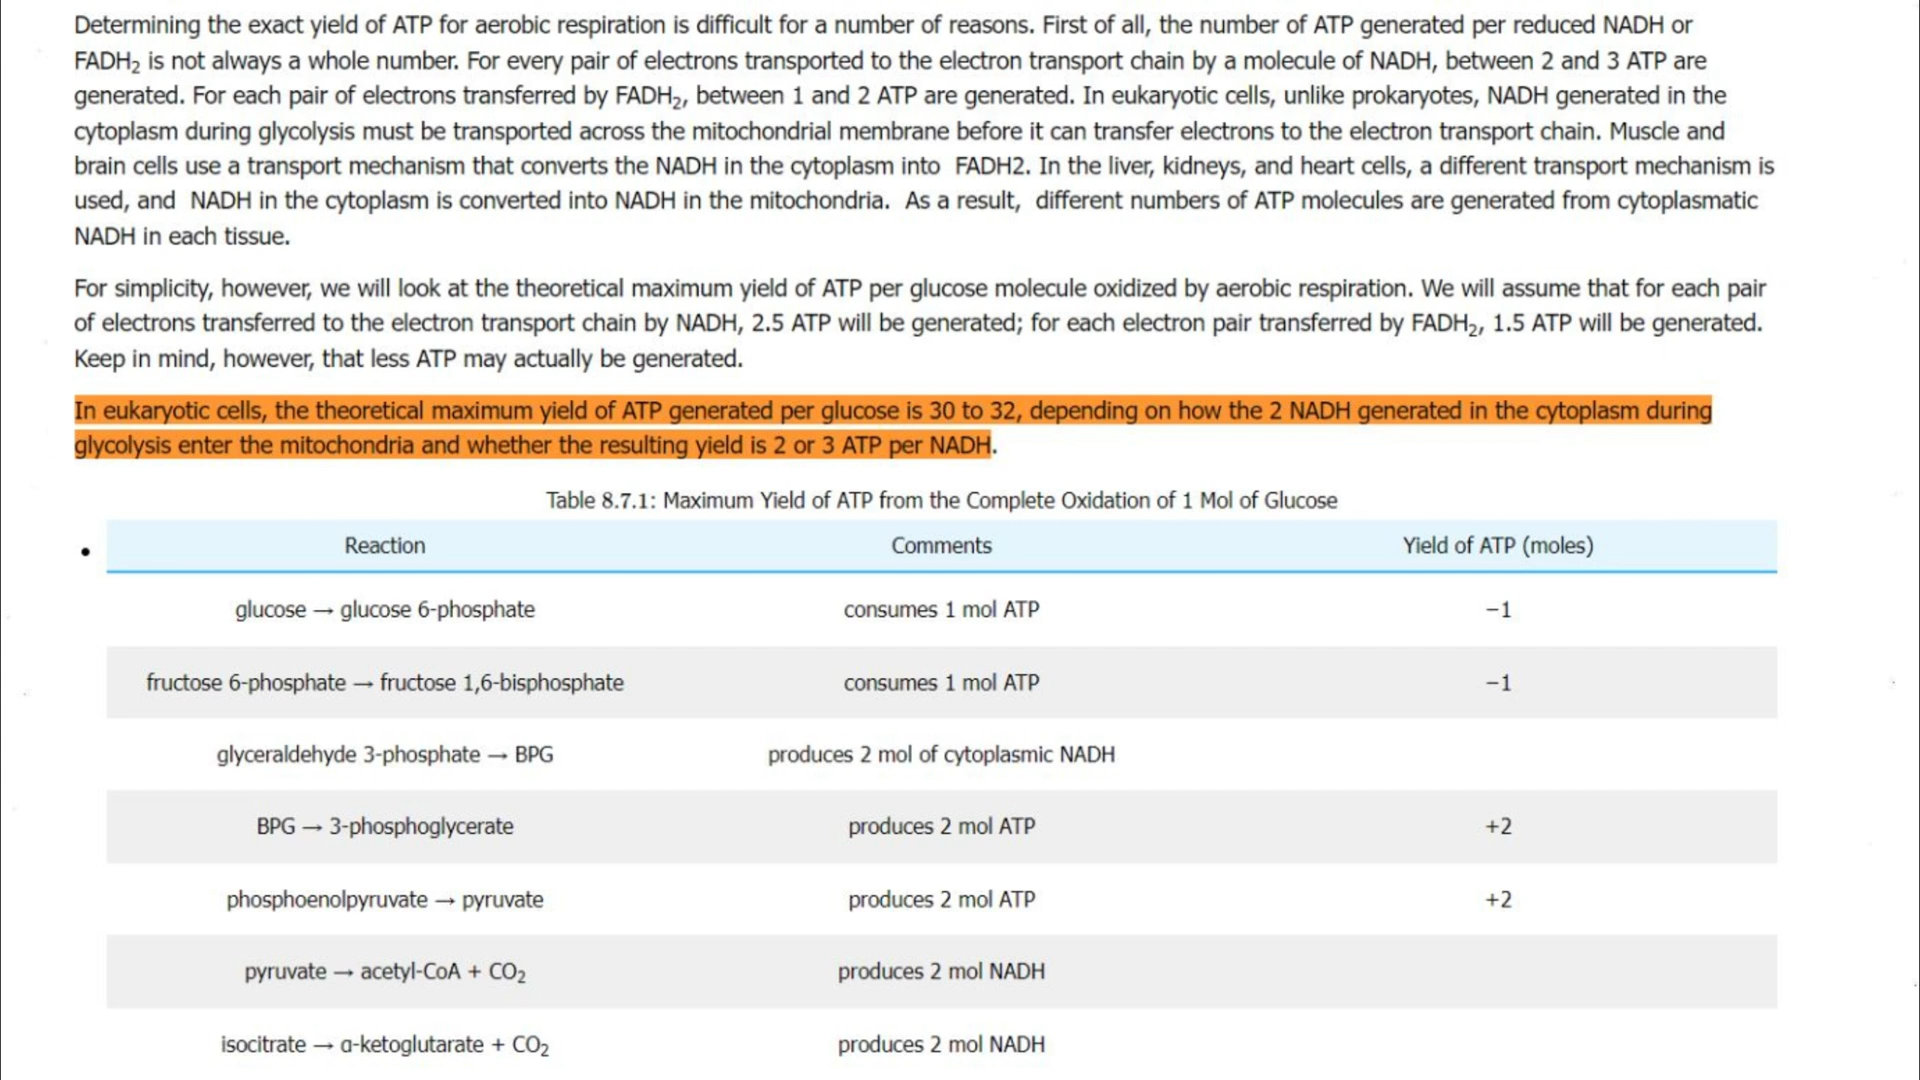 Determining the exact yield of ATP for aerobic respiration is difficult for a number of reasons. First of all, the number of ATP generated per reduced NADH or
FADH₂ is not always a whole number. For every pair of electrons transported to the electron transport chain by a molecule of NADH, between 2 and 3 ATP are
generated. For each pair of electrons transferred by FADH₂, between 1 and 2 ATP are generated. In eukaryotic cells, unlike prokaryotes, NADH generated in the
cytoplasm during glycolysis must be transported across the mitochondrial membrane before it can transfer electrons to the electron transport chain. Muscle and
brain cells use a transport mechanism that converts the NADH in the cytoplasm into FADH2. In the liver, kidneys, and heart cells, a different transport mechanism is
used, and NADH in the cytoplasm is converted into NADH in the mitochondria. As a result, different numbers of ATP molecules are generated from cytoplasmatic
NADH in each tissue.
For simplicity, however, we will look at the theoretical maximum yield of ATP per glucose molecule oxidized by aerobic respiration. We will assume that for each pair
of electrons transferred to the electron transport chain by NADH, 2.5 ATP will be generated; for each electron pair transferred by FADH₂, 1.5 ATP will be generated.
Keep in mind, however, that less ATP may actually be generated.
In eukaryotic cells, the theoretical maximum yield of ATP generated per glucose is 30 to 32, depending on how the 2 NADH generated in the cytoplasm during
glycolysis enter the mitochondria and whether the resulting yield is 2 or 3 ATP per NADH.
Table 8.7.1: Maximum Yield of ATP from the Complete Oxidation of 1 Mol of Glucose
• Reaction Comments Yield of ATP (moles)
glucose → glucose 6-phosphate consumes 1 mol ATP −1
fructose 6-phosphate → fructose 1,6-bisphosphate consumes 1 mol ATP −1
glyceraldehyde 3-phosphate → BPG produces 2 mol of cytoplasmic NADH
BPG → 3-phosphoglycerate produces 2 mol ATP +2
phosphoenolpyruvate → pyruvate produces 2 mol ATP +2
pyruvate → acetyl-CoA + CO₂ produces 2 mol NADH
isocitrate → α-ketoglutarate + CO₂ produces 2 mol NADH